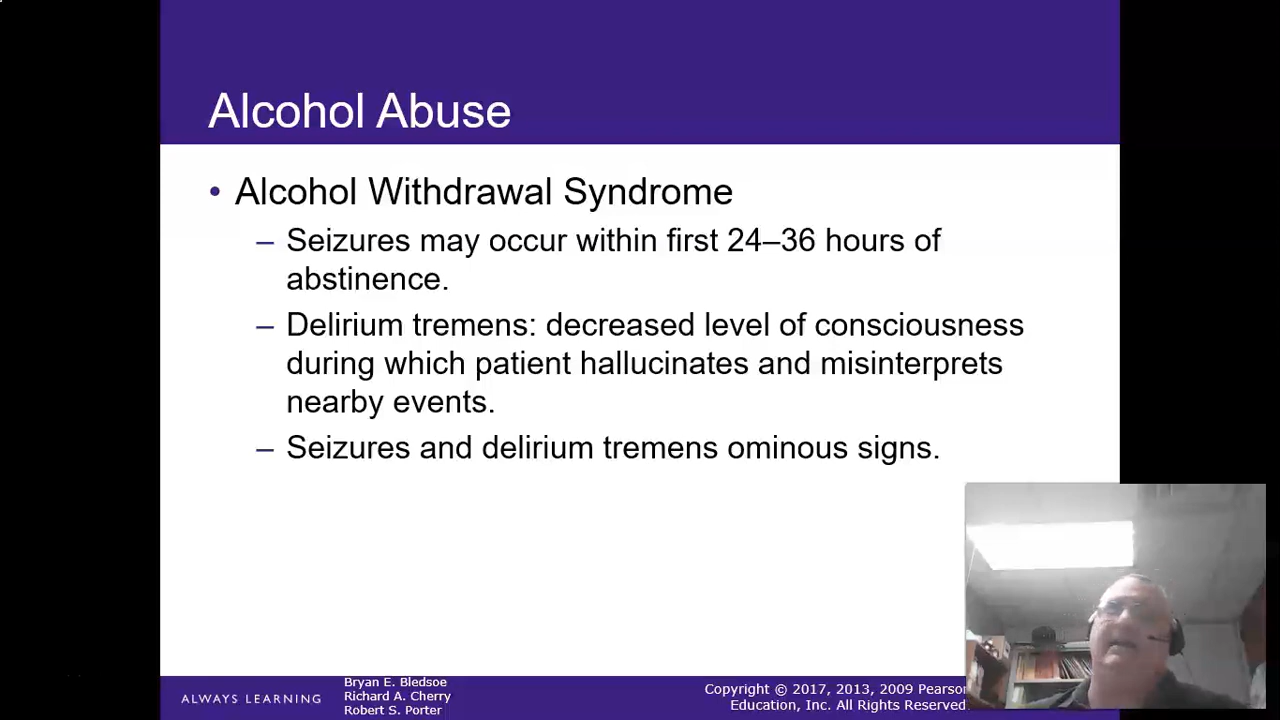 Alcohol Abuse
• Alcohol Withdrawal Syndrome
– Seizures may occur within first 24–36 hours of
abstinence.
– Delirium tremens: decreased level of consciousness
during which patient hallucinates and misinterprets
nearby events.
– Seizures and delirium tremens ominous signs.
ALWAYS LEARNING
Bryan E. Bledsoe
Richard A. Cherry
Robert S. Porter
Copyright © 2017, 2013, 2009 Pearson
Education, Inc. All Rights Reserved.